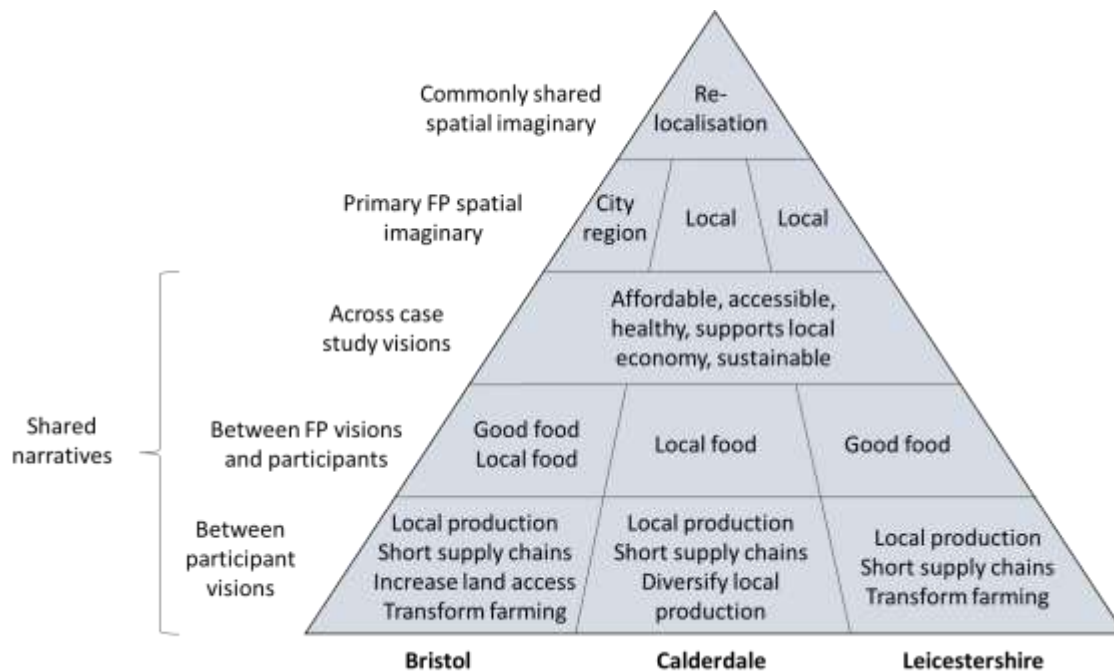 Commonly shared
spatial imaginary
Re-
localisation
Primary FP spatial
imaginary
City
region
Local
Local
Across case
study visions
Affordable, accessible,
healthy, supports local
economy, sustainable
Shared
narratives
Between FP visions
and participants
Good food
Local food
Local food
Good food
Between
participant
visions
Local production
Short supply chains
Increase land access
Transform farming
Local production
Short supply chains
Diversify local
production
Local production
Short supply chains
Transform farming
Bristol
Calderdale
Leicestershire